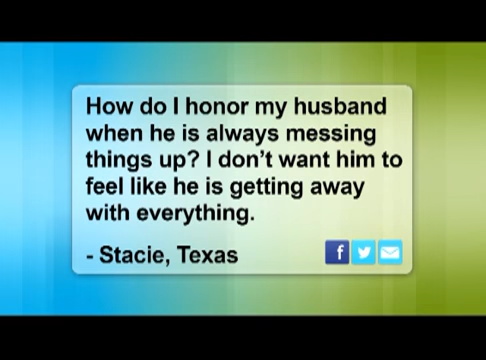 How do I honor my husband
when he is always messing
things up? I don't want him to
feel like he is getting away
with everything.
- Stacie, Texas
f